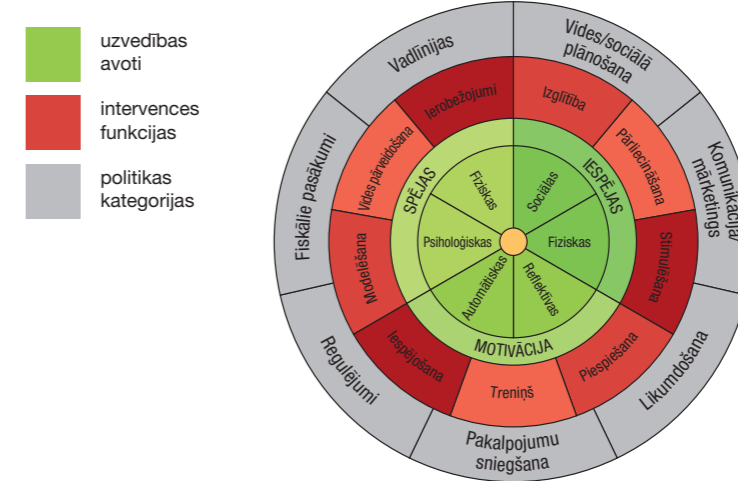 uzvedības
avoti
intervences
funkcijas
politikas
kategorijas
Vadlīnijas
Vides/sociālā
plānošana
Komunikācija/
mārketings
Likumdošana
Pakalpojumu
sniegšana
Regulējumi
Fiskālie pasākumi
Ierobežojumi
Izglītība
Pārliecināšana
Stimulēšana
Piespiešana
Treniņš
Iespējošana
Modelēšana
Vides pārveidošana
SPĒJAS
IESPĒJAS
MOTIVĀCIJA
Fiziskas
Sociālas
Fiziskas
Reflektīvas
Automātiskas
Psiholoģiskas